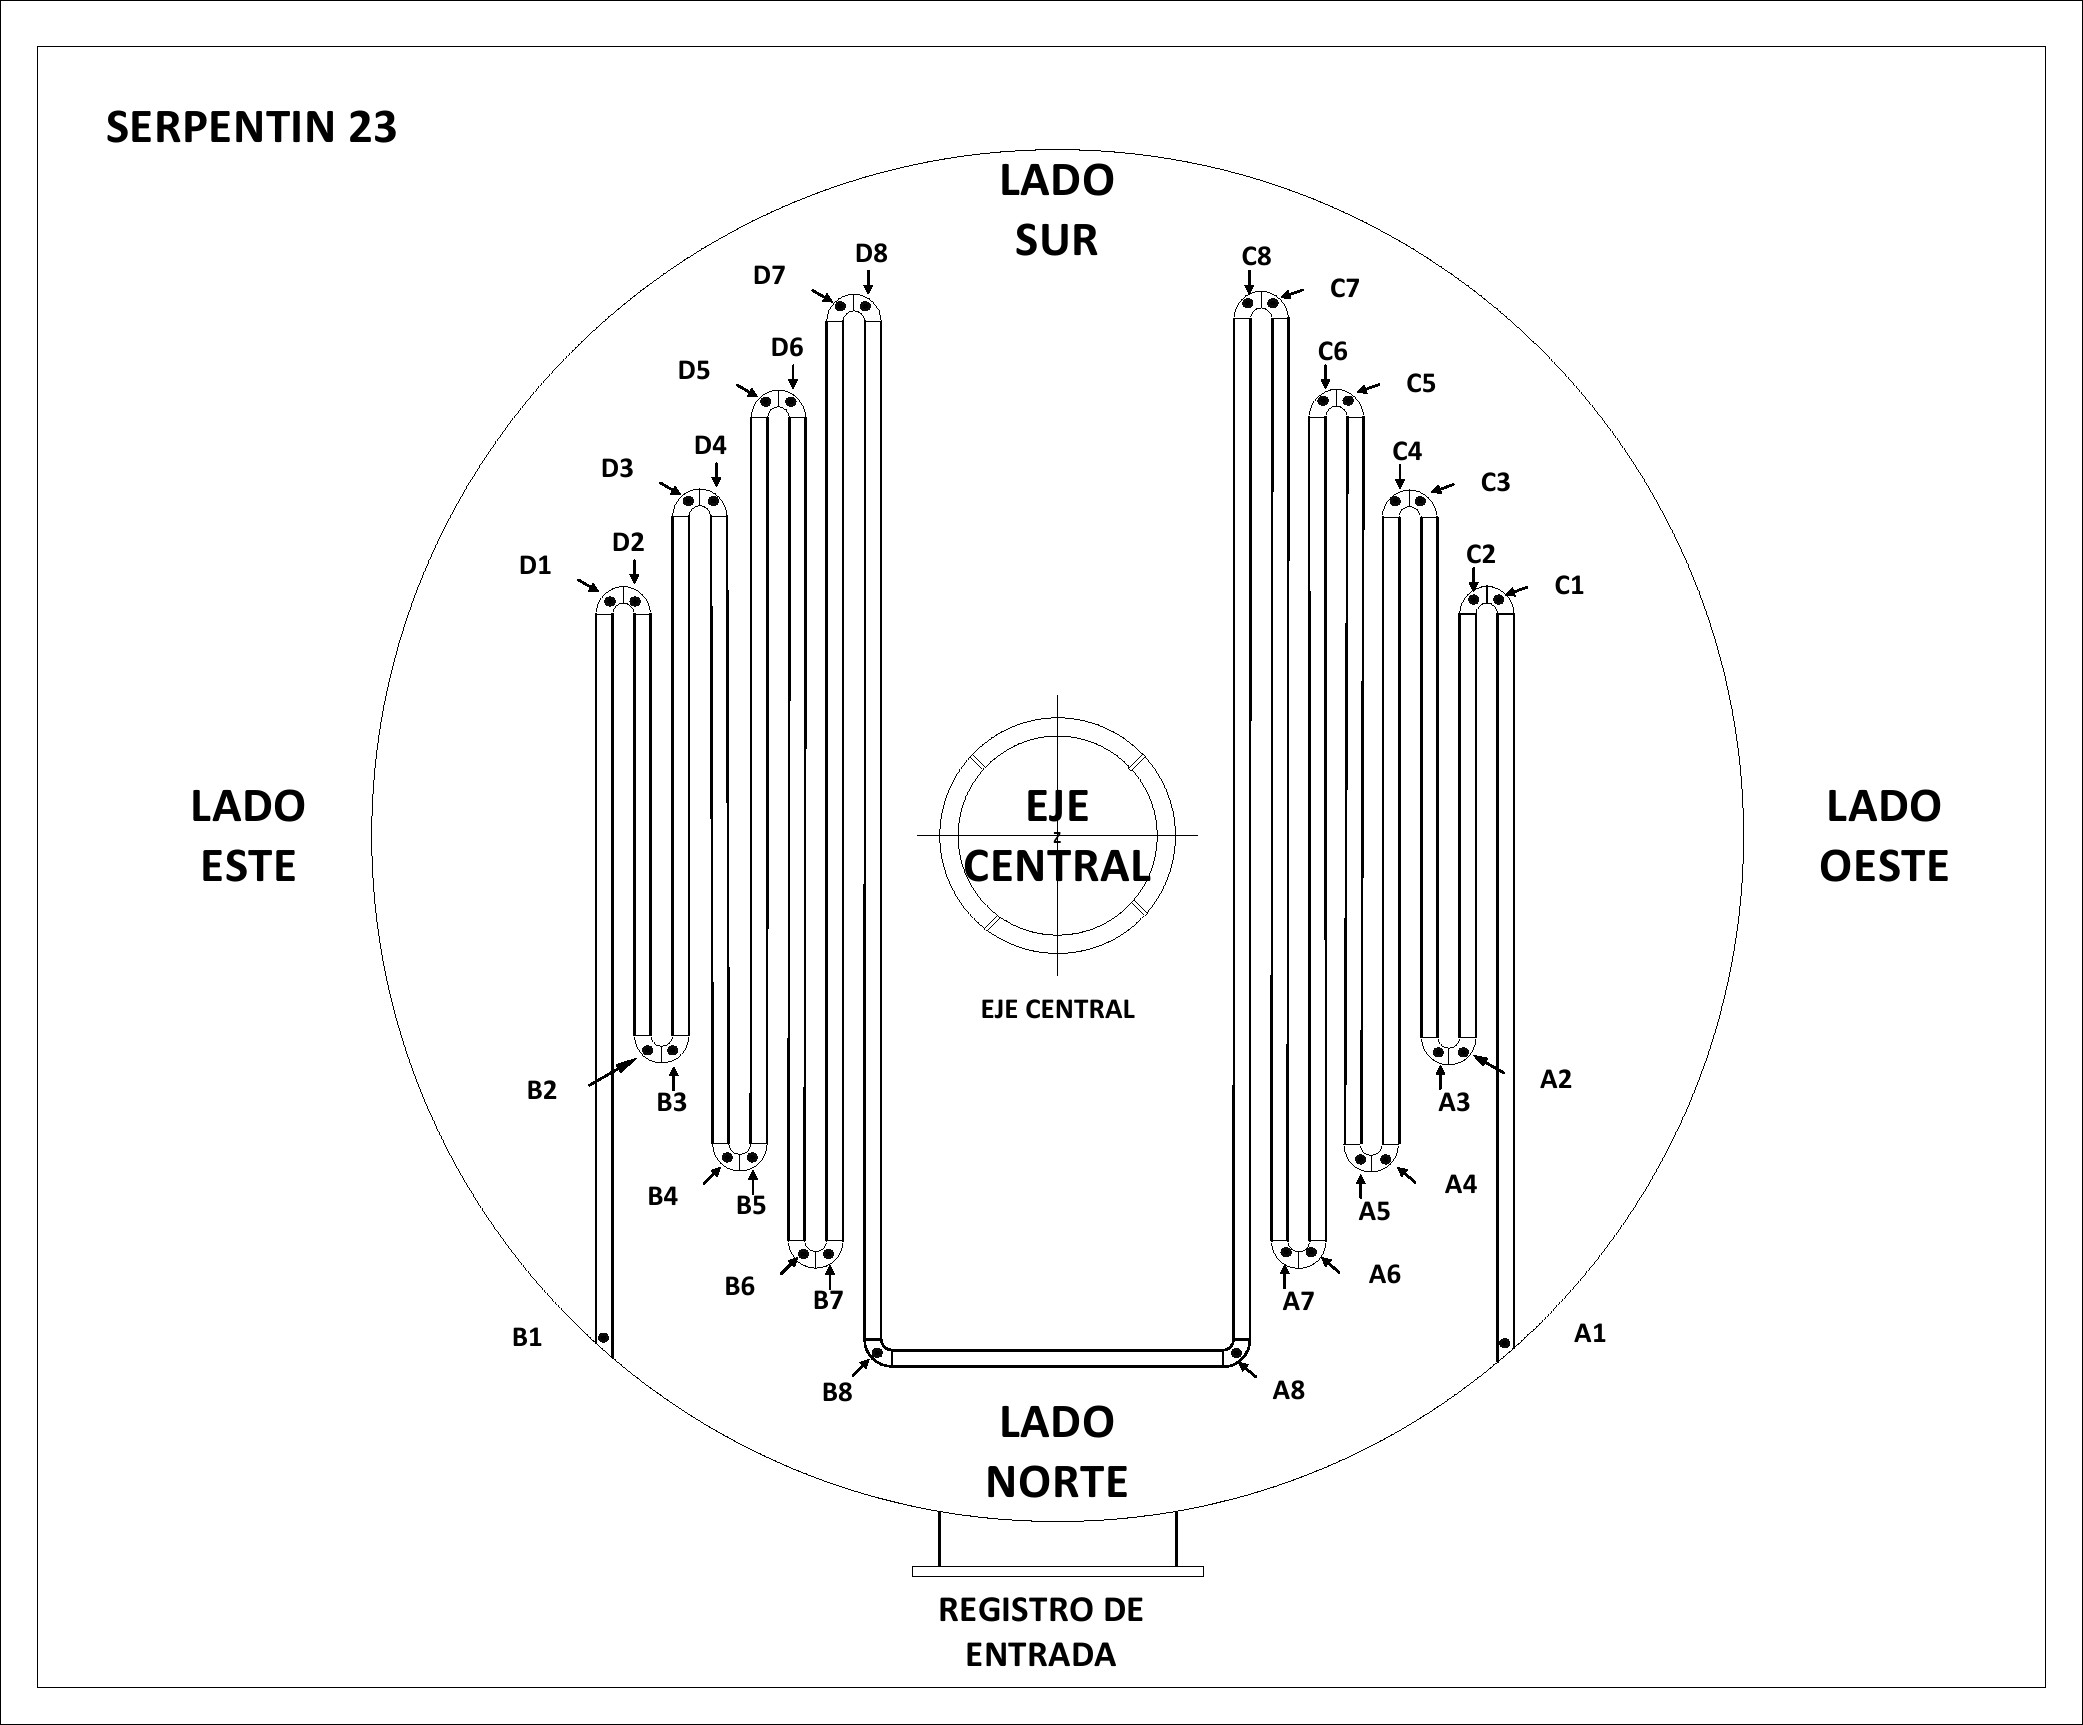 SERPENTIN 23
LADO
SUR
D8
C8
D7
C7
D6
C6
D5
C5
D4
C4
D3
C3
D2
C2
D1
C1
LADO
ESTE
EJE
Z
CENTRAL
LADO
OESTE
EJE CENTRAL
B2
B3
A3
A2
B4
B5
A5
A4
B6
B7
A7
A6
B1
A1
B8
A8
LADO
NORTE
REGISTRO DE
ENTRADA